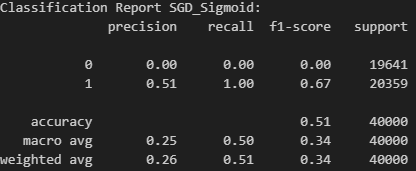 Classification Report SGD_Sigmoid:
precision recall f1-score support
0 0.00 0.00 0.00 19641
1 0.51 1.00 0.67 20359
accuracy 0.51 40000
macro avg 0.25 0.50 0.34 40000
weighted avg 0.26 0.51 0.34 40000